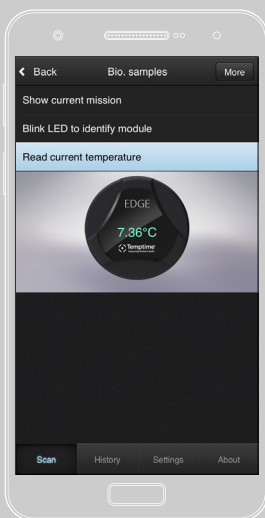 Back
Bio. samples
More
Show current mission
Blink LED to identify module
Read current temperature
EDGE
7.36°C
Temptime
Scan
History
Settings
About